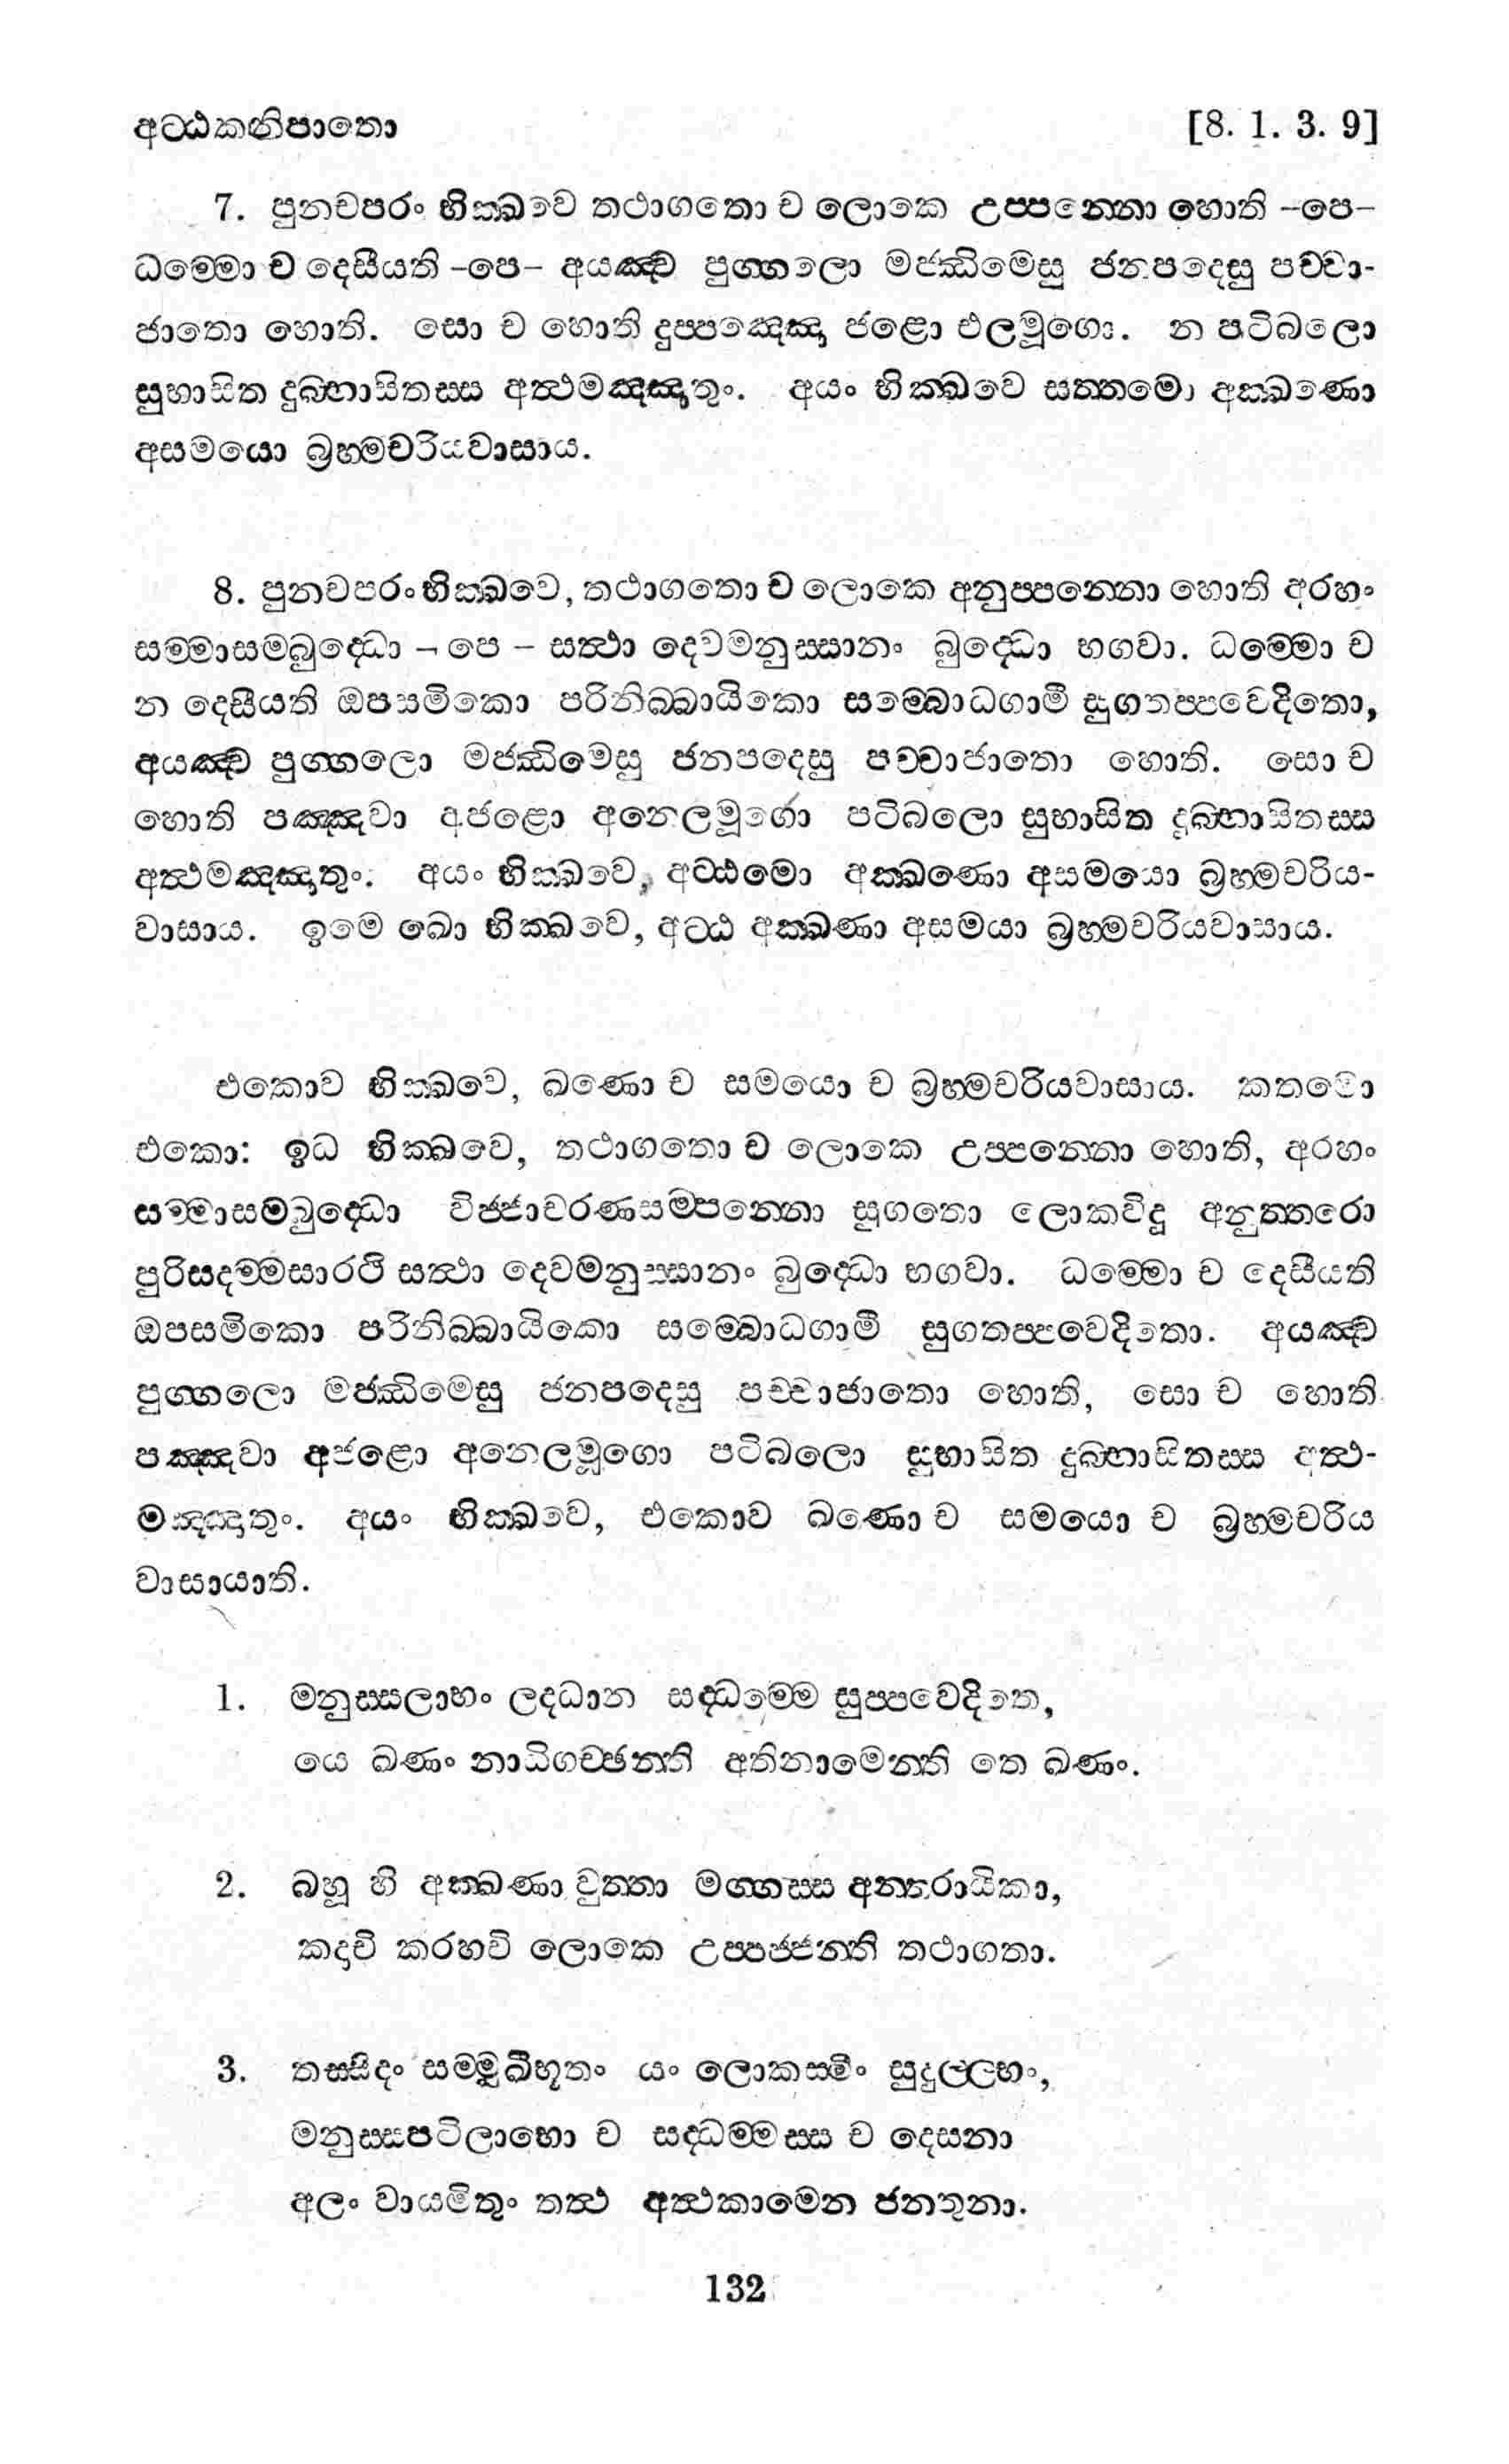 අට්ඨකනිපාතො [8. 1. 3. 9]
7. පුනචපරං භික්ඛවෙ තථාගතො ච ලොකෙ උප්පන්නො හොති –පෙ–
ධම්මො ච දෙසීයති –පෙ– අයඤ්ච පුග්ගලො මජ්ඣිමෙසු ජනපදෙසු පච්චා-
ජාතො හොති. සො ච හොති දුප්පඤ්ඤො ජළො එලමූගො. න පටිබලො
සුභාසිත දුබ්භාසිතස්ස අත්ථමඤ්ඤාතුං. අයං භික්ඛවෙ සත්තමො අක්ඛණො
අසමයො බ්‍රහ්මචරියවාසාය.
8. පුනචපරං භික්ඛවෙ, තථාගතො ච ලොකෙ අනුප්පන්නො හොති අරහං
සම්මාසම්බුද්ධො – පෙ – සත්ථා දෙවමනුස්සානං බුද්ධො භගවා. ධම්මො ච
න දෙසීයති ඔපසමිකො පරිනිබ්බායිකො සම්බොධගාමී සුගතප්පවෙදිතො,
අයඤ්ච පුග්ගලො මජ්ඣිමෙසු ජනපදෙසු පච්චාජාතො හොති. සො ච
හොති පඤ්ඤවා අජළො අනෙලමූගො පටිබලො සුභාසිත දුබ්භාසිතස්ස
අත්ථමඤ්ඤාතුං. අයං භික්ඛවෙ, අට්ඨමො අක්ඛණො අසමයො බ්‍රහ්මචරිය-
වාසාය. ඉමෙ ඛො භික්ඛවෙ, අට්ඨ අක්ඛණා අසමයා බ්‍රහ්මචරියවාසාය.
එකොව භික්ඛවෙ, ඛණො ච සමයො ච බ්‍රහ්මචරියවාසාය. කතමො
එකො: ඉධ භික්ඛවෙ, තථාගතො ච ලොකෙ උප්පන්නො හොති, අරහං
සම්මාසම්බුද්ධො විජ්ජාචරණසම්පන්නො සුගතො ලොකවිදූ අනුත්තරො
පුරිසදම්මසාරථි සත්ථා දෙවමනුස්සානං බුද්ධො භගවා. ධම්මො ච දෙසීයති
ඔපසමිකො පරිනිබ්බායිකො සම්බොධගාමී සුගතප්පවෙදිතො. අයඤ්ච
පුග්ගලො මජ්ඣිමෙසු ජනපදෙසු පච්චාජාතො හොති, සො ච හොති
පඤ්ඤවා අජළො අනෙලමූගො පටිබලො සුභාසිත දුබ්භාසිතස්ස අත්ථ-
මඤ්ඤාතුං. අයං භික්ඛවෙ, එකොව ඛණො ච සමයො ච බ්‍රහ්මචරිය
වාසායාති.
1. මනුස්සලාභං ලද්ධාන සද්ධම්මෙ සුප්පවෙදිතෙ,
යෙ ඛණං නාධිගච්ඡන්ති අතිනාමෙන්ති තෙ ඛණං.
2. බහූ හි අක්ඛණා වුත්තා මග්ගස්ස අන්තරායිකා,
කදාචි කරහචි ලොකෙ උප්පජ්ජන්ති තථාගතා.
3. තස්සිදං සම්මුඛීභූතං යං ලොකස්මිං සුදුල්ලභං,
මනුස්සපටිලාභො ච සද්ධම්මස්ස ච දෙසනා
අලං වායමිතුං තත්ථ අත්ථකාමෙන ජනතුනා.
132